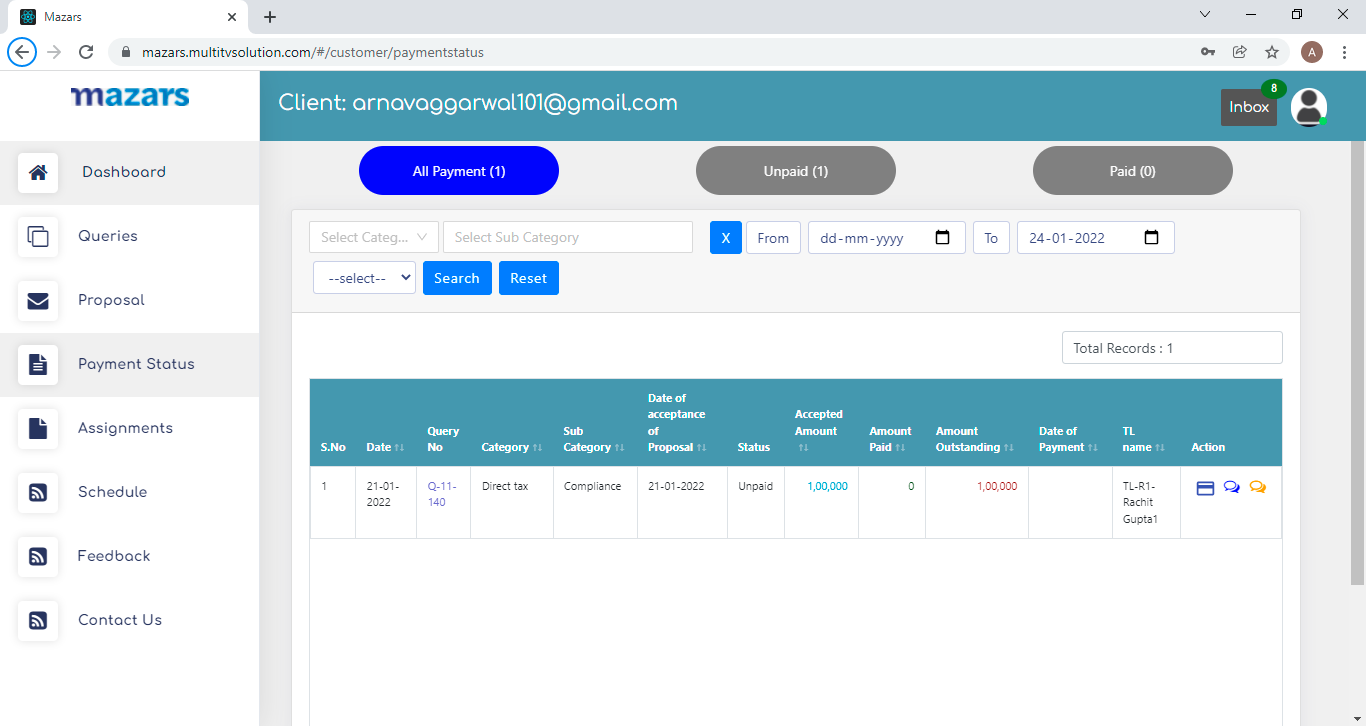 Mazars
mazars.multitvsolution.com/#/customer/paymentstatus
A
mazars
Client: arnavaggarwal101@gmail.com
Inbox
8
Dashboard
Queries
Proposal
Payment Status
Assignments
Schedule
Feedback
Contact Us
All Payment (1)
Unpaid (1)
Paid (0)
Select Categ...
Select Sub Category
X
From
dd-mm-yyyy
To
24-01-2022
--select--
Search
Reset
Total Records : 1
S.No
Date
Query
No
Category
Sub
Category
Date of
acceptance
of
Proposal
Status
Accepted
Amount
Amount
Paid
Amount
Outstanding
Date of
Payment
TL
name
Action
1
21-01-
2022
Q-11-
140
Direct tax
Compliance
21-01-2022
Unpaid
1,00,000
0
1,00,000
TL-R1-
Rachit
Gupta1